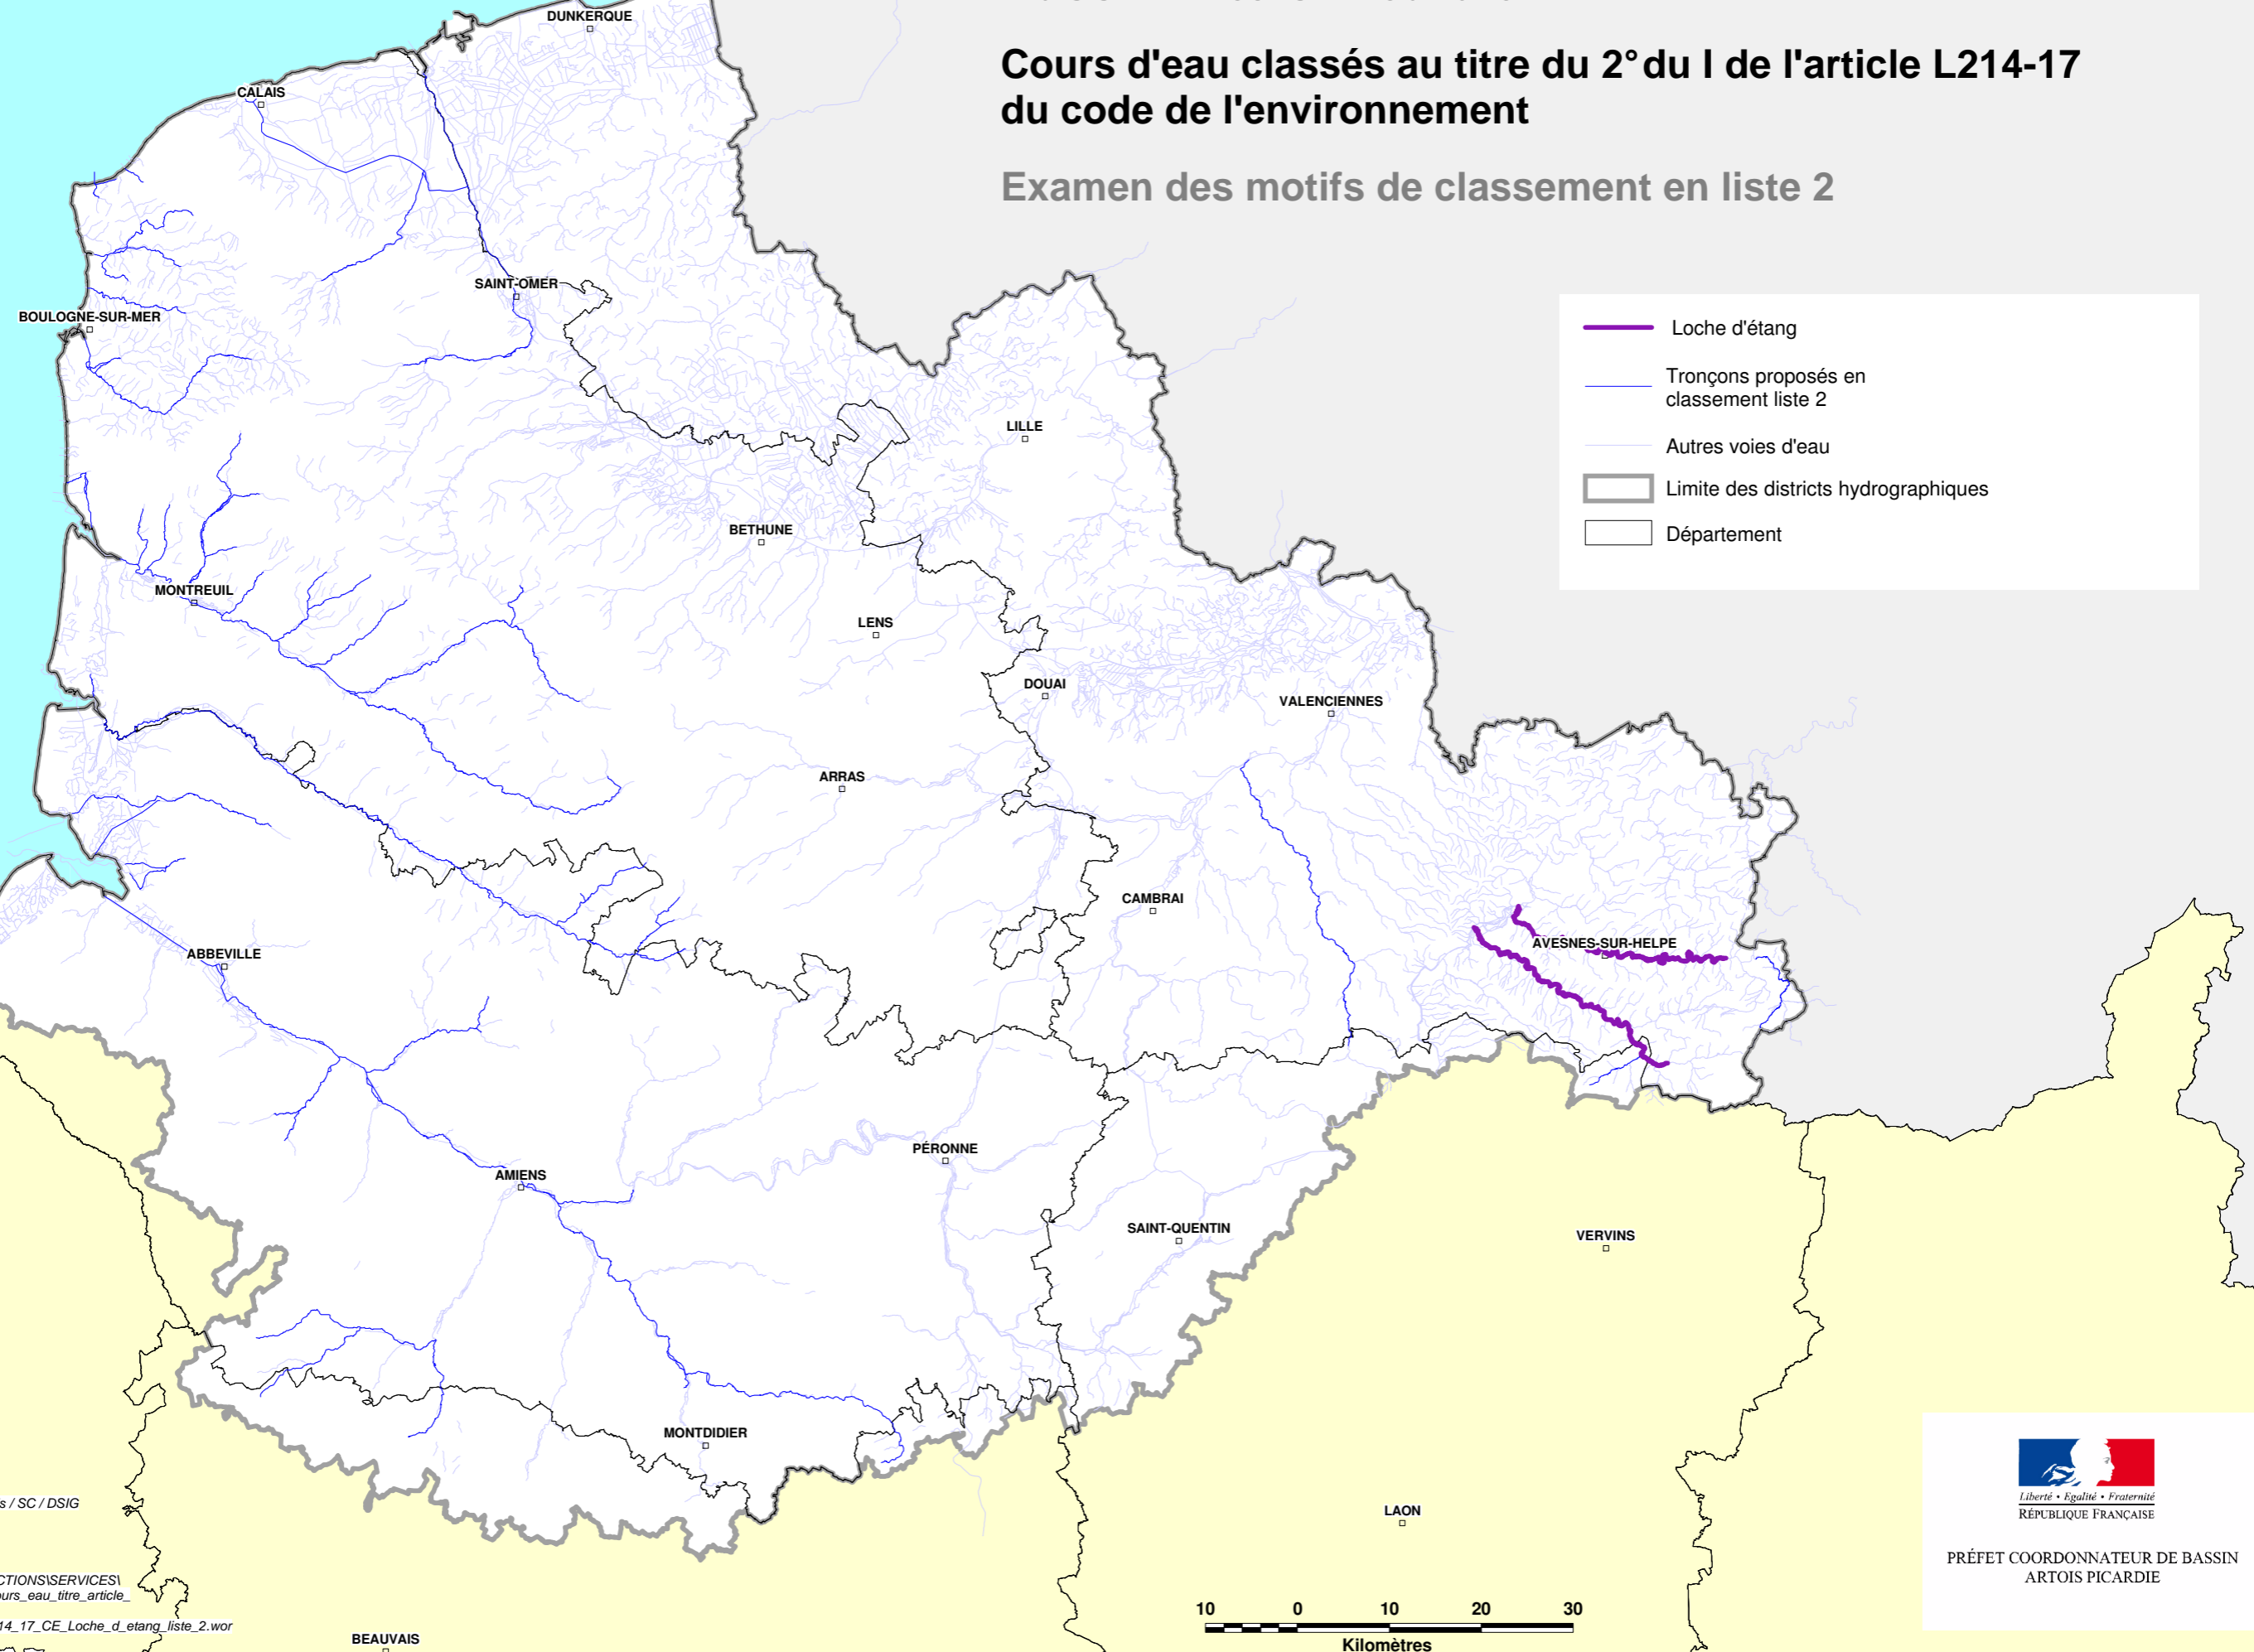 Cours d'eau classés au titre du 2° du I de l'article L214-17
du code de l'environnement
Examen des motifs de classement en liste 2
Loche d'étang
Tronçons proposés en
classement liste 2
Autres voies d'eau
Limite des districts hydrographiques
Département
DUNKERQUE
CALAIS
SAINT-OMER
BOULOGNE-SUR-MER
LILLE
BETHUNE
MONTREUIL
LENS
DOUAI
VALENCIENNES
ARRAS
CAMBRAI
AVESNES-SUR-HELPE
ABBEVILLE
PÉRONNE
AMIENS
SAINT-QUENTIN
VERVINS
MONTDIDIER
LAON
BEAUVAIS
s / SC / DSIG
CTIONS\SERVICES\
ours_eau_titre_article_
14_17_CE_Loche_d_etang_liste_2.wor
10 0 10 20 30
Kilomètres
Liberté • Egalité • Fraternité
RÉPUBLIQUE FRANÇAISE
PRÉFET COORDONNATEUR DE BASSIN
ARTOIS PICARDIE